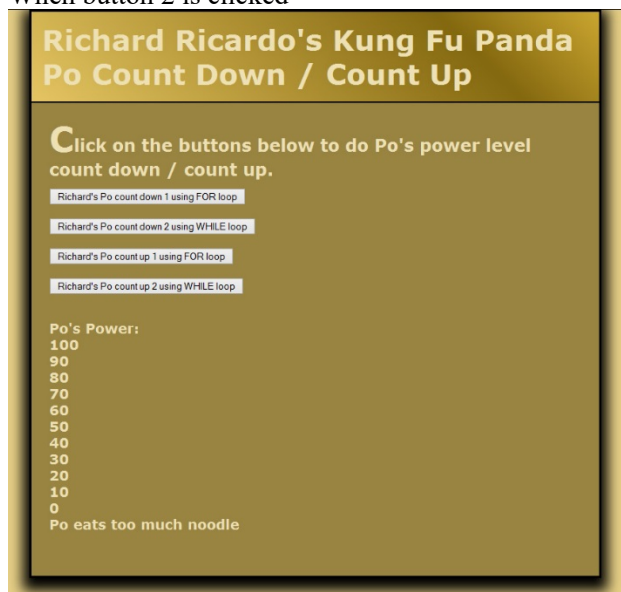 When button 2 is clicked
Richard Ricardo's Kung Fu Panda
Po Count Down / Count Up
Click on the buttons below to do Po's power level
count down / count up.
Richard's Po count down 1 using FOR loop
Richard's Po count down 2 using WHILE loop
Richard's Po count up 1 using FOR loop
Richard's Po count up 2 using WHILE loop
Po's Power:
100
90
80
70
60
50
40
30
20
10
0
Po eats too much noodle